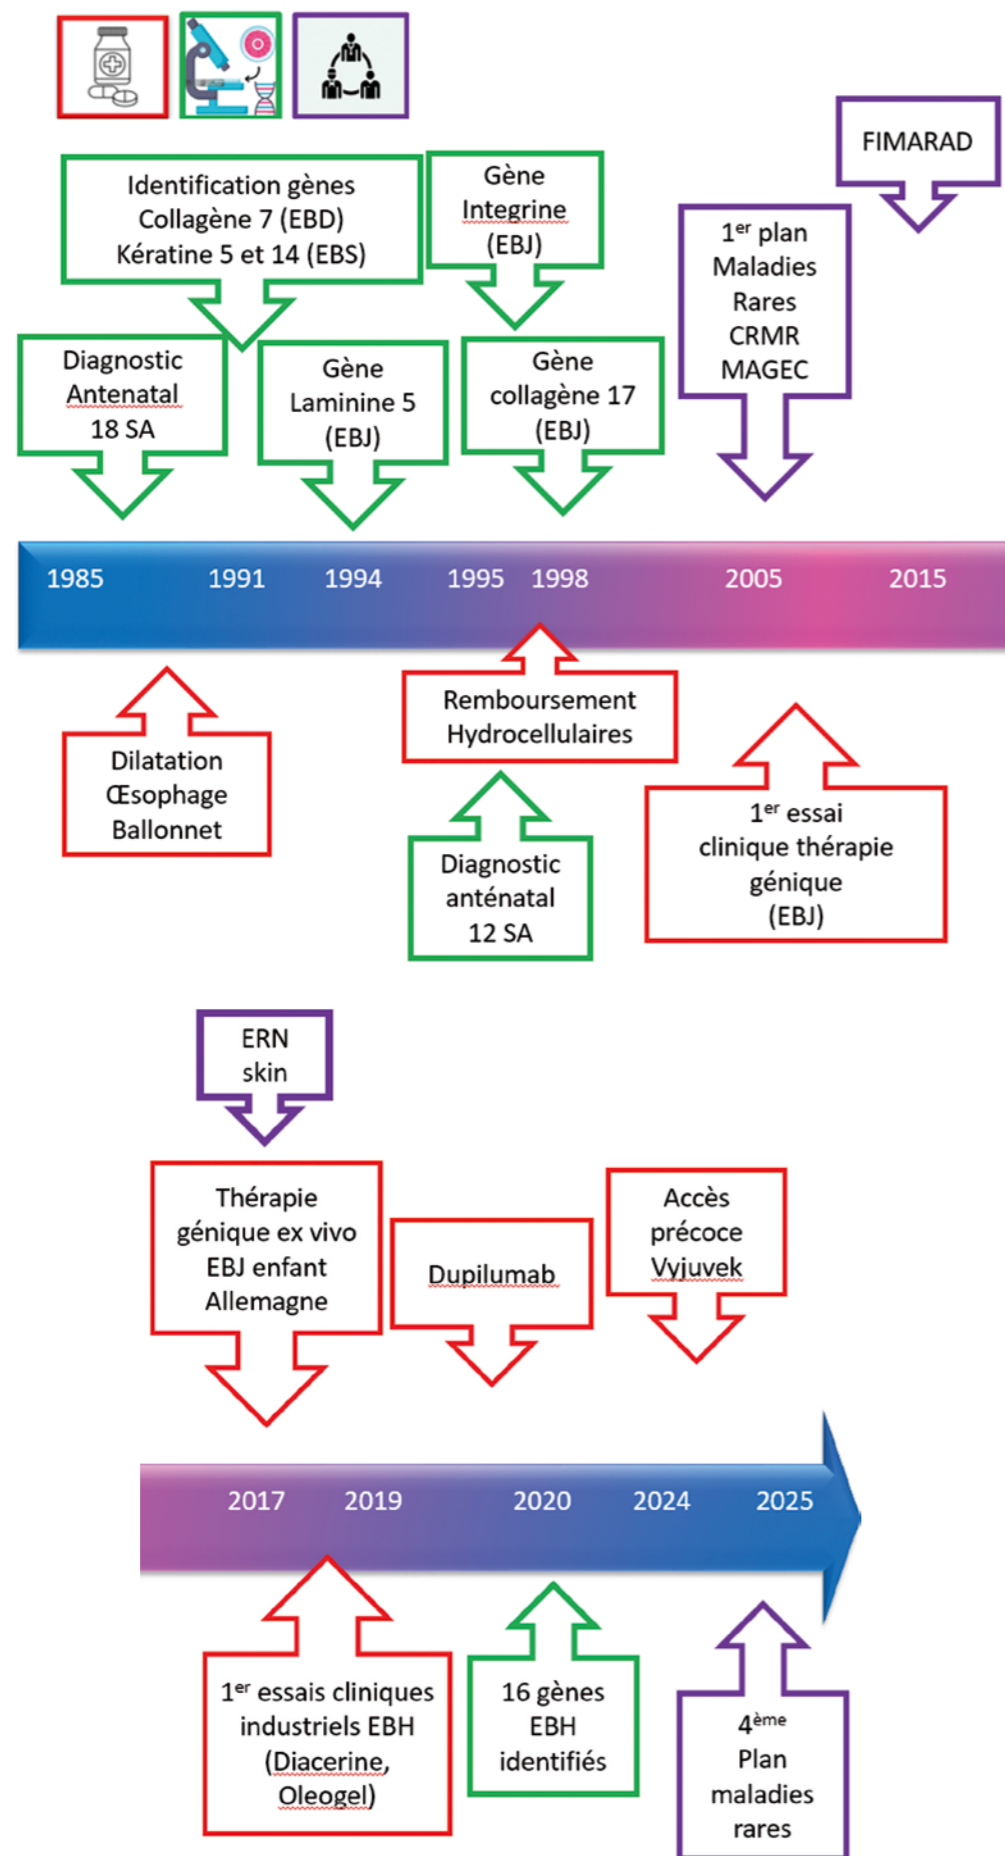 FIMARAD
Identification gènes
Collagène 7 (EBD)
Kératine 5 et 14 (EBS)
Gène
Integrine
(EBJ)
1er plan
Maladies
Rares
CRMR
MAGEC
Diagnostic
Antenatal
18 SA
Gène
Laminine 5
(EBJ)
Gène
collagène 17
(EBJ)
1985 1991 1994 1995 1998 2005 2015
Dilatation
Œsophage
Ballonnet
Remboursement
Hydrocellulaires
Diagnostic
anténatal
12 SA
1er essai
clinique thérapie
génique
(EBJ)
ERN
skin
Thérapie
génique ex vivo
EBJ enfant
Allemagne
Dupilumab
Accès
précoce
Vyjuvek
2017 2019 2020 2024 2025
1er essais cliniques
industriels EBH
(Diacerine,
Oleogel)
16 gènes
EBH
identifiés
4ème
Plan
maladies
rares